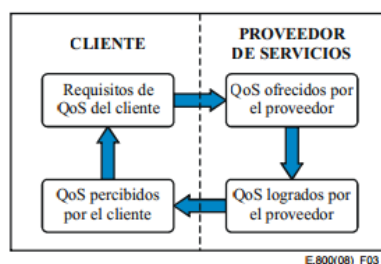 CLIENTE
PROVEEDOR
DE SERVICIOS
Requisitos de
QoS del cliente
QoS ofrecidos por
el proveedor
QoS percibidos
por el cliente
QoS logrados por
el proveedor
E.800(08)_F03